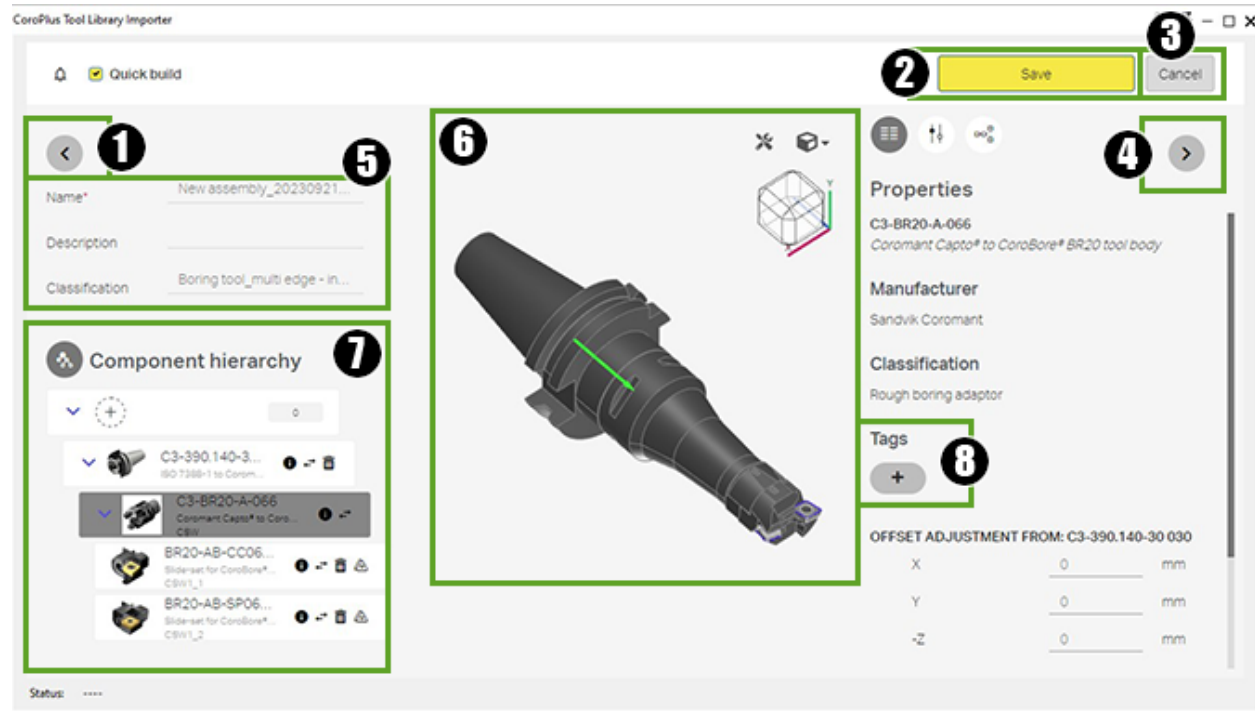 CoroPlus Tool Library Importer
Quick build
2
Save
3
Cancel
1
5
6
4
Name*
New assembly_20230921...
Description
Classification
Boring tool_multi edge - in...
7
Component hierarchy
0
C3-390.140-3...
ISO 7388-1 to Corom...
C3-BR20-A-066
Coromant Capto® to Coro...
CSW
BR20-AB-CC06...
Slide-set for CoroBore®...
CSW1_1
BR20-AB-SP06...
Slide-set for CoroBore®...
CSW1_2
Y
X
Properties
C3-BR20-A-066
Coromant Capto® to CoroBore® BR20 tool body
Manufacturer
Sandvik Coromant
Classification
Rough boring adaptor
Tags
8
OFFSET ADJUSTMENT FROM: C3-390.140-30 030
X 0 mm
Y 0 mm
-Z 0 mm
Status: ----